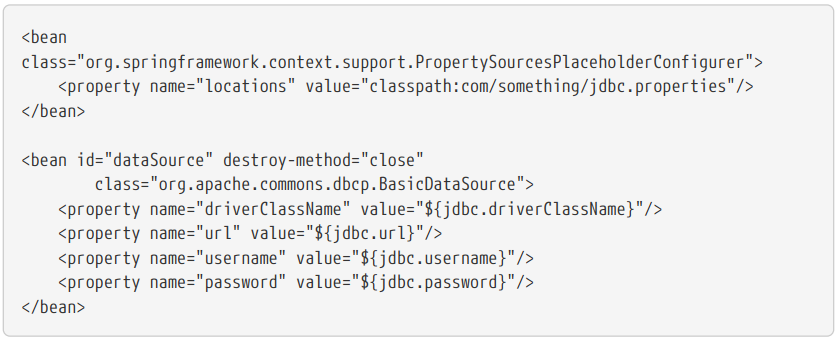 <bean
class="org.springframework.context.support.PropertySourcesPlaceholderConfigurer">
    <property name="locations" value="classpath:com/something/jdbc.properties"/>
</bean>

<bean id="dataSource" destroy-method="close"
        class="org.apache.commons.dbcp.BasicDataSource">
    <property name="driverClassName" value="${jdbc.driverClassName}"/>
    <property name="url" value="${jdbc.url}"/>
    <property name="username" value="${jdbc.username}"/>
    <property name="password" value="${jdbc.password}"/>
</bean>